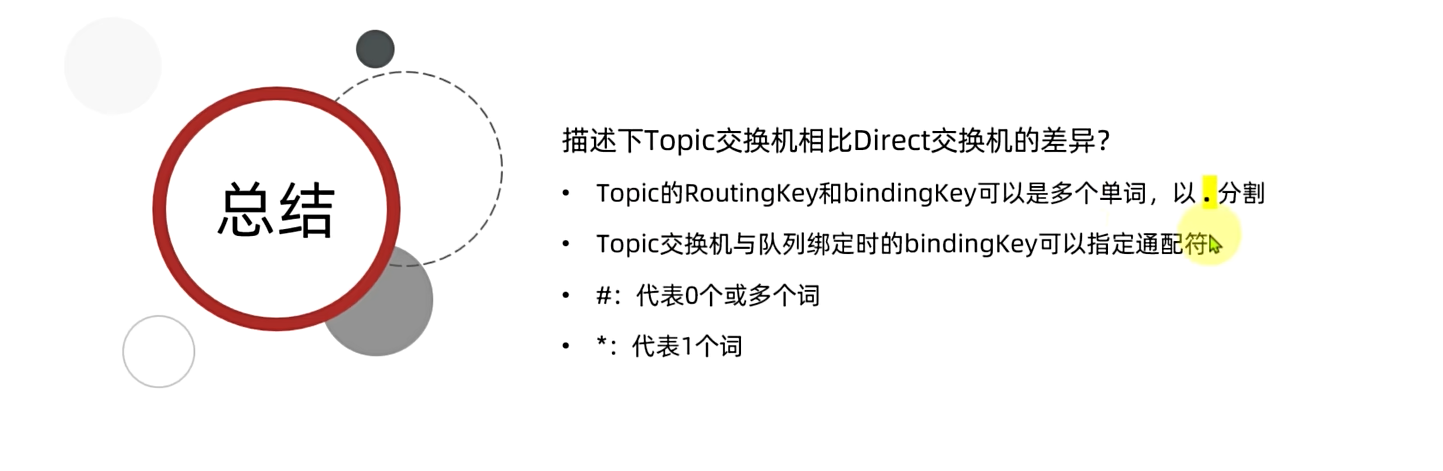 总结
描述下Topic交换机相比Direct交换机的差异？
• Topic的RoutingKey和bindingKey可以是多个单词，以 . 分割
• Topic交换机与队列绑定时的bindingKey可以指定通配符
• #：代表0个或多个词
• *：代表1个词